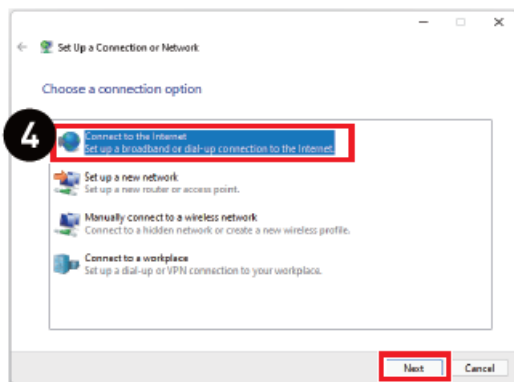 Set Up a Connection or Network
Choose a connection option
4
Connect to the Internet
Set up a broadband or dial-up connection to the Internet.
Set up a new network
Set up a new router or access point.
Manually connect to a wireless network
Connect to a hidden network or create a new wireless profile.
Connect to a workplace
Set up a dial-up or VPN connection to your workplace.
Next Cancel